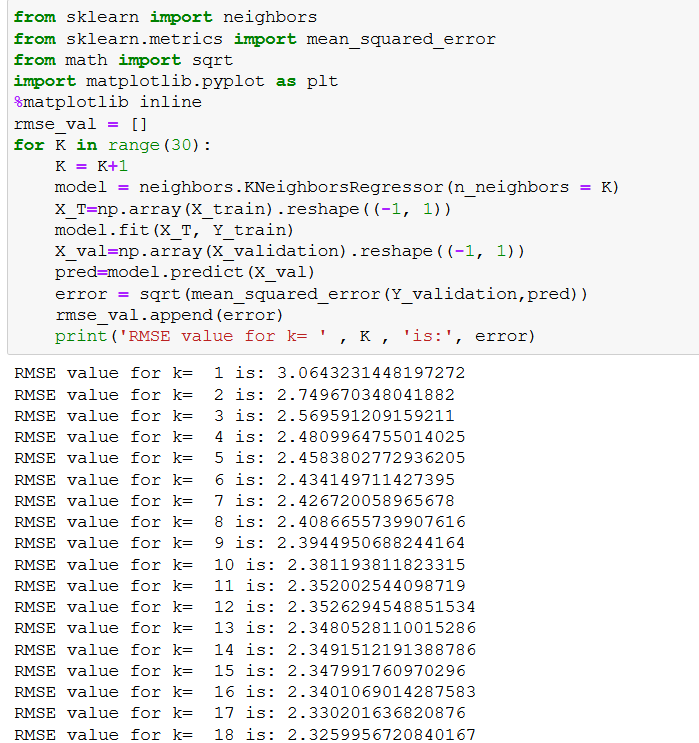 from sklearn import neighbors
from sklearn.metrics import mean_squared_error
from math import sqrt
import matplotlib.pyplot as plt
%matplotlib inline
rmse_val = []
for K in range(30):
    K = K+1
    model = neighbors.KNeighborsRegressor(n_neighbors = K)
    X_T=np.array(X_train).reshape((-1, 1))
    model.fit(X_T, Y_train)
    X_val=np.array(X_validation).reshape((-1, 1))
    pred=model.predict(X_val)
    error = sqrt(mean_squared_error(Y_validation,pred))
    rmse_val.append(error)
    print('RMSE value for k= ' , K , 'is:', error)
RMSE value for k=  1 is: 3.0643231448197272
RMSE value for k=  2 is: 2.749670348041882
RMSE value for k=  3 is: 2.569591209159211
RMSE value for k=  4 is: 2.4809964755014025
RMSE value for k=  5 is: 2.4583802772936205
RMSE value for k=  6 is: 2.434149711427395
RMSE value for k=  7 is: 2.426720058965678
RMSE value for k=  8 is: 2.4086655739907616
RMSE value for k=  9 is: 2.3944950688244164
RMSE value for k=  10 is: 2.381193811823315
RMSE value for k=  11 is: 2.352002544098719
RMSE value for k=  12 is: 2.3526294548851534
RMSE value for k=  13 is: 2.3480528110015286
RMSE value for k=  14 is: 2.3491512191388786
RMSE value for k=  15 is: 2.347991760970296
RMSE value for k=  16 is: 2.3401069014287583
RMSE value for k=  17 is: 2.330201636820876
RMSE value for k=  18 is: 2.3259956720840167